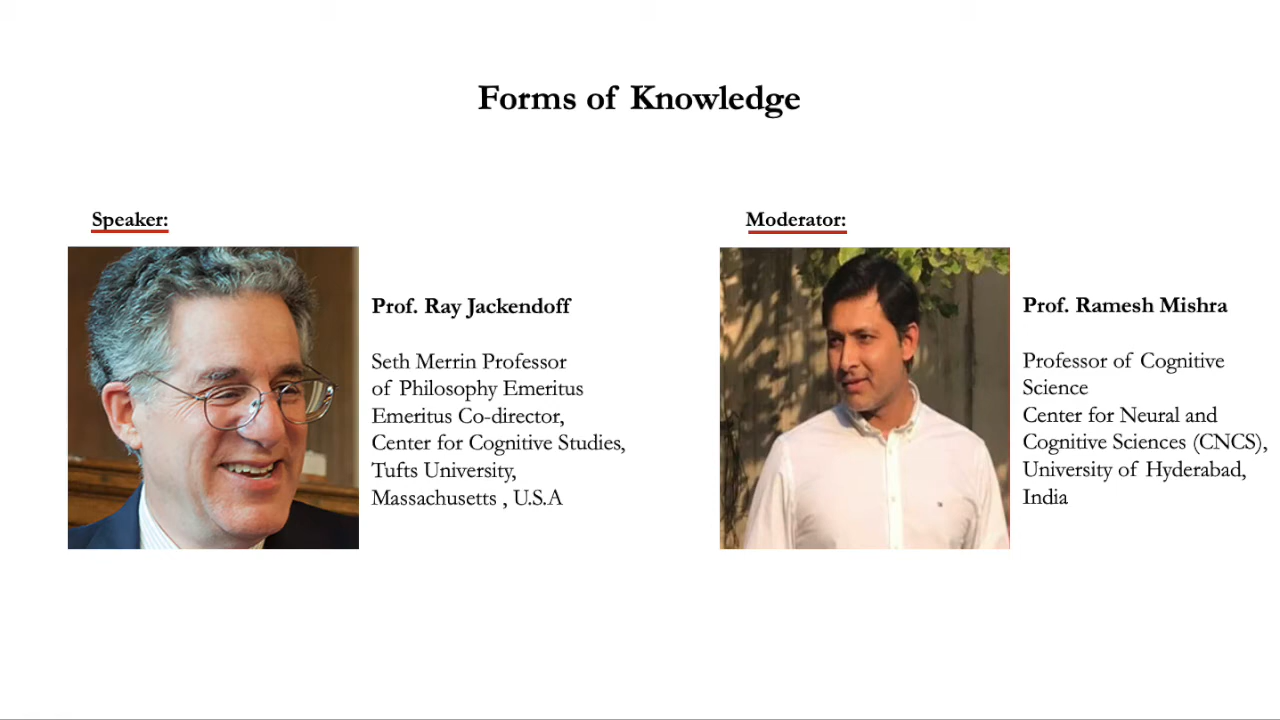 Forms of Knowledge
Speaker:
Prof. Ray Jackendoff
Seth Merrin Professor
of Philosophy Emeritus
Emeritus Co-director,
Center for Cognitive Studies,
Tufts University,
Massachusetts , U.S.A
Moderator:
Prof. Ramesh Mishra
Professor of Cognitive
Science
Center for Neural and
Cognitive Sciences (CNCS),
University of Hyderabad,
India